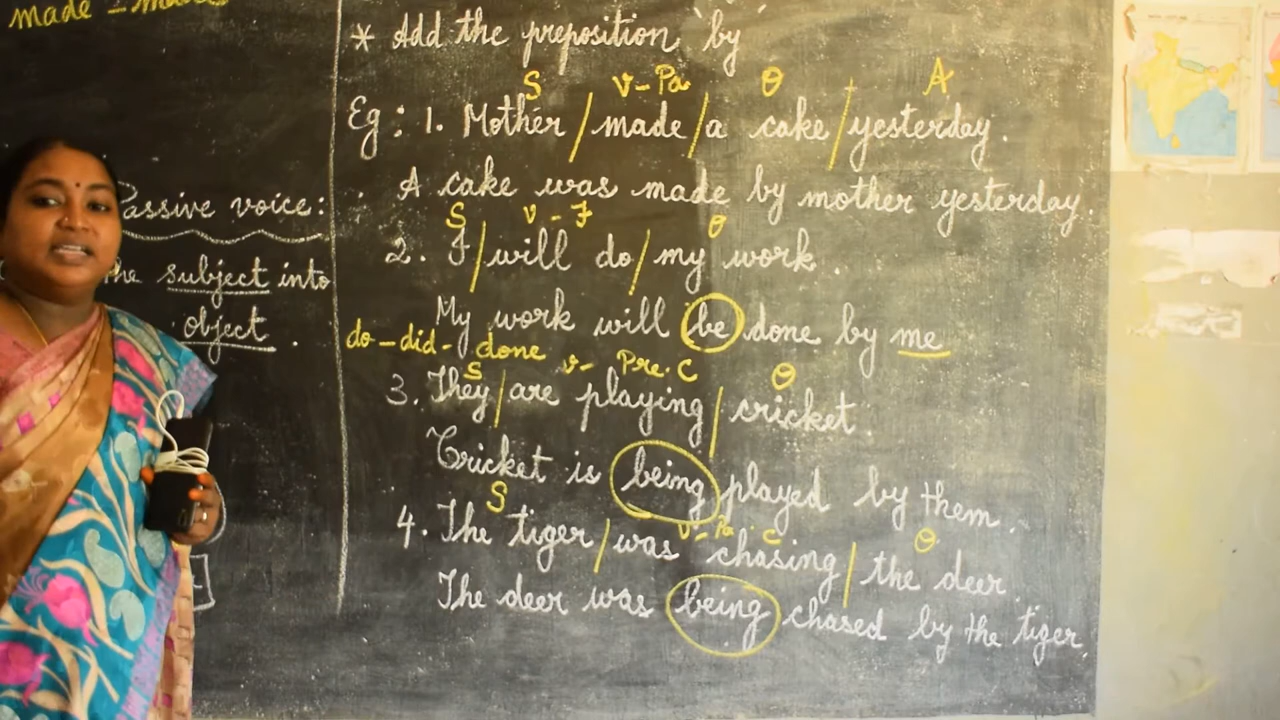 made -
* Add the preposition 'by'
S V-Pa O A
Eg: 1. Mother / made / a cake / yesterday.
A cake was made by mother yesterday.
Passive voice:
S V - F O
2. I / will do / my work.
the subject into
object.
My work will be done by me
do - did - done
S V - Pre. C O
3. They / are playing / cricket.
Cricket is being played by them.
S V - Pa. C O
4. The tiger / was chasing / the deer.
The deer was being chased by the tiger.